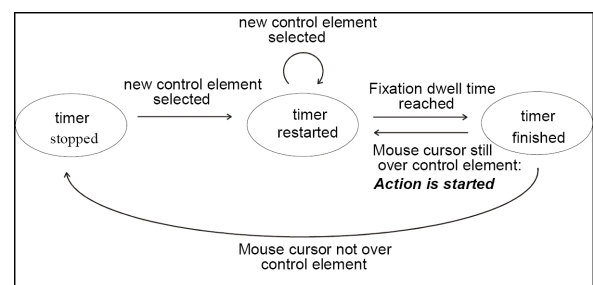 new control element
selected
new control element
selected
Fixation dwell time
reached
timer
stopped
timer
restarted
timer
finished
Mouse cursor still
over control element:
Action is started
Mouse cursor not over
control element